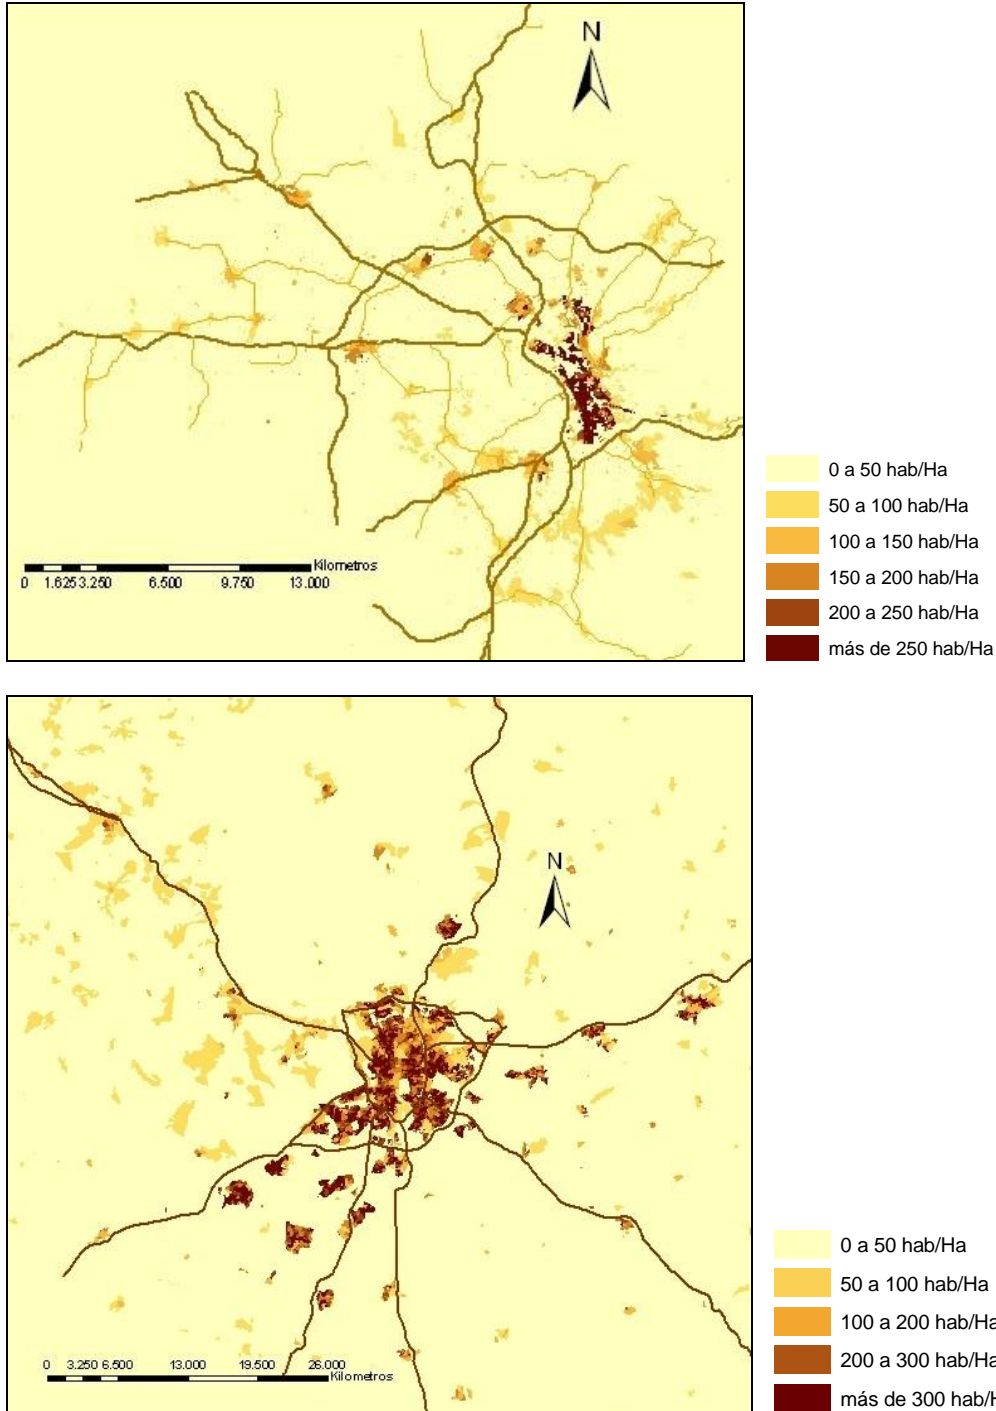 N
0 a 50 hab/Ha
50 a 100 hab/Ha
100 a 150 hab/Ha
150 a 200 hab/Ha
200 a 250 hab/Ha
más de 250 hab/Ha
Kilometros
0 1.625 3.250 6.500 9.750 13.000
N
0 a 50 hab/Ha
50 a 100 hab/Ha
100 a 200 hab/Ha
200 a 300 hab/Ha
más de 300 hab/H
0 3.250 6.500 13.000 19.500 26.000
Kilometros